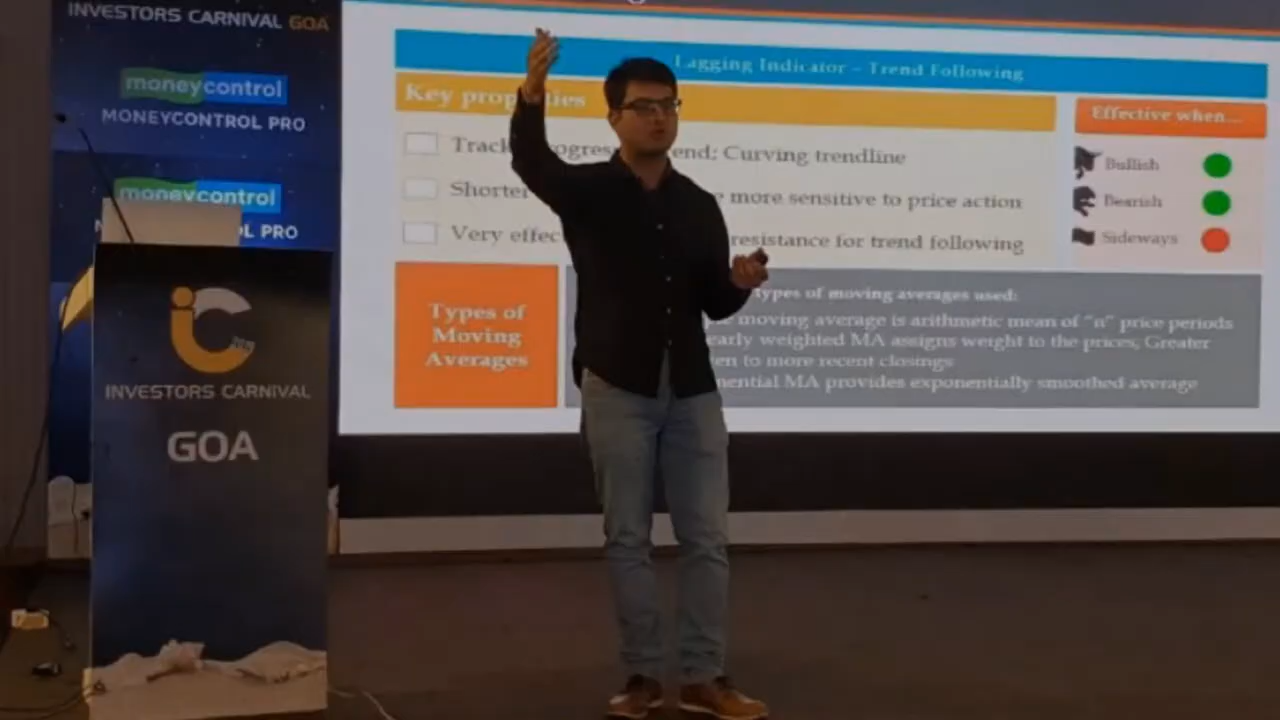 INVESTORS CARNIVAL GOA
moneycontrol
MONEYCONTROL PRO
moneycontrol
PRO
iC
2019
INVESTORS CARNIVAL
GOA
Lagging Indicator – Trend Following
Key properties
Effective when...
Track end; Curving trendline
Shorter more sensitive to price action
Very effec resistance for trend following
Bullish
Bearish
Sideways
Types of
Moving
Averages
types of moving averages used:
moving average is arithmetic mean of "n" price periods
early weighted MA assigns weight to the prices, Greater
to more recent closings
nential MA provides exponentially smoothed average